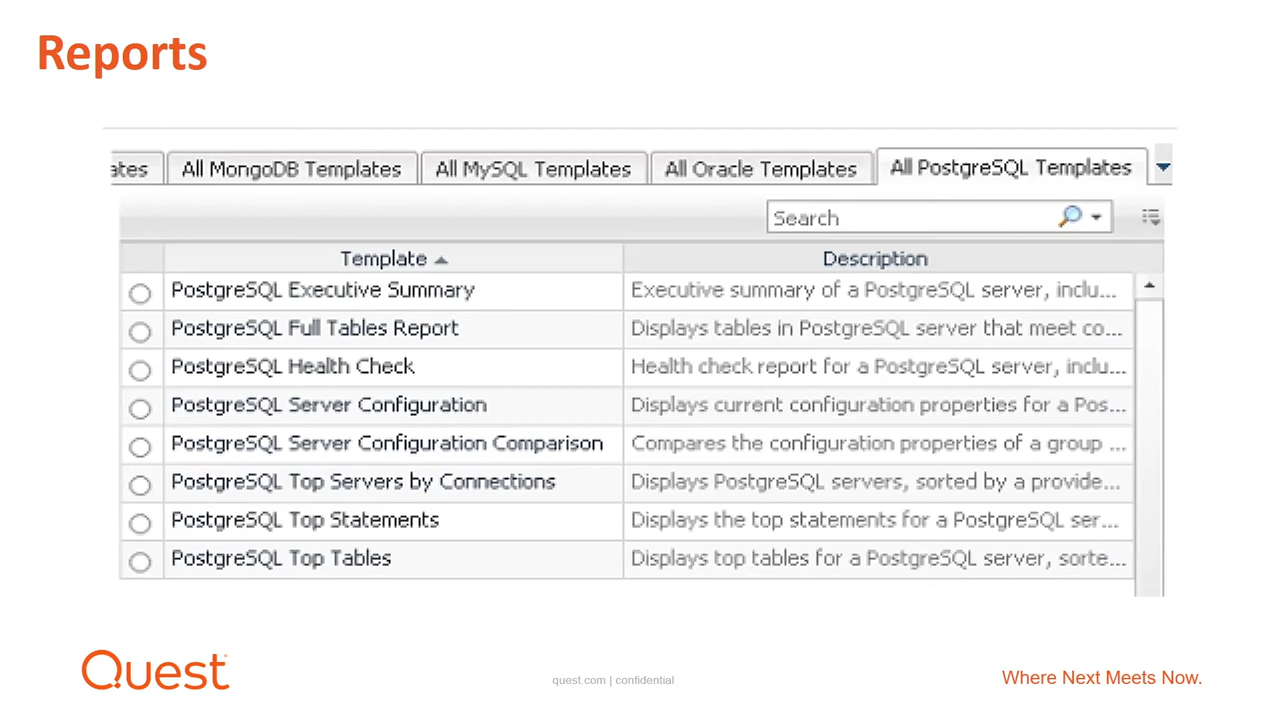 Reports
ates All MongoDB Templates All MySQL Templates All Oracle Templates All PostgreSQL Templates
Search
Template Description
PostgreSQL Executive Summary Executive summary of a PostgreSQL server, inclu...
PostgreSQL Full Tables Report Displays tables in PostgreSQL server that meet co...
PostgreSQL Health Check Health check report for a PostgreSQL server, inclu...
PostgreSQL Server Configuration Displays current configuration properties for a Pos...
PostgreSQL Server Configuration Comparison Compares the configuration properties of a group ...
PostgreSQL Top Servers by Connections Displays PostgreSQL servers, sorted by a provide...
PostgreSQL Top Statements Displays the top statements for a PostgreSQL ser...
PostgreSQL Top Tables Displays top tables for a PostgreSQL server, sorte...
Quest quest.com | confidential Where Next Meets Now.